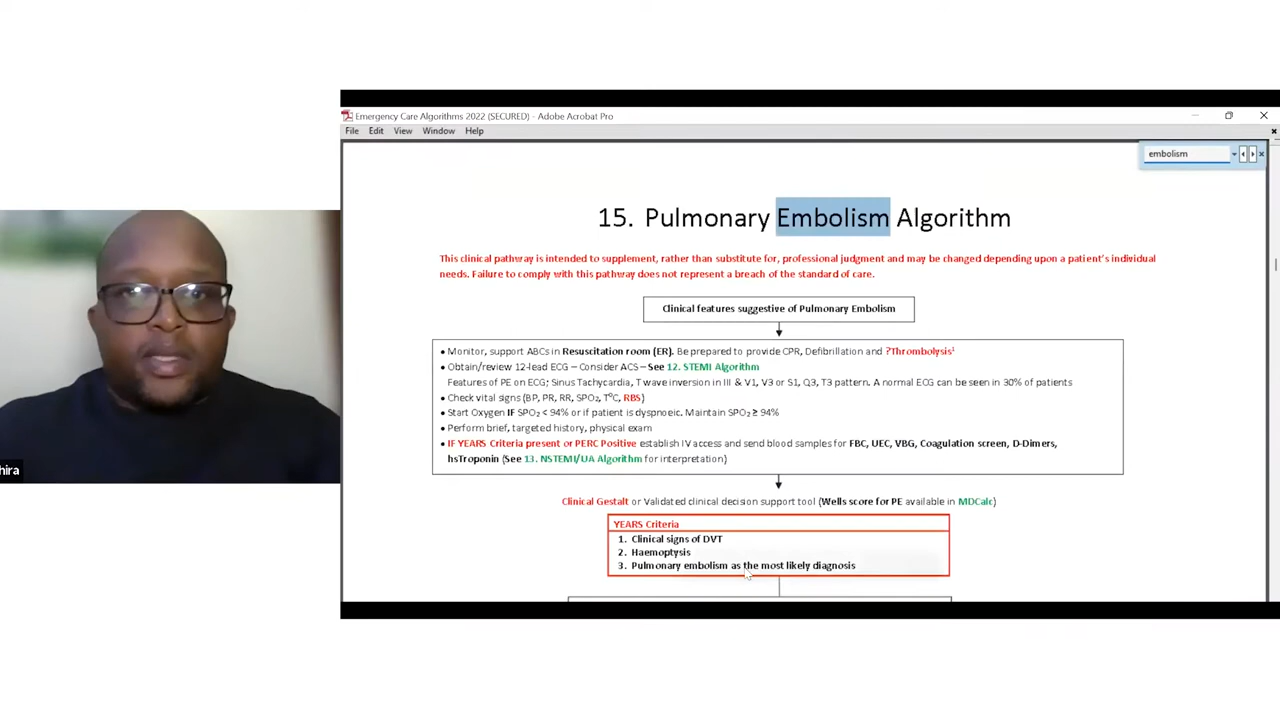 Emergency Care Algorithms 2022 (SECURED) - Adobe Acrobat Pro
File Edit View Window Help
embolism
15. Pulmonary Embolism Algorithm
This clinical pathway is intended to supplement, rather than substitute for, professional judgment and may be changed depending upon a patient's individual
needs. Failure to comply with this pathway does not represent a breach of the standard of care.
Clinical features suggestive of Pulmonary Embolism
• Monitor, support ABCs in Resuscitation room (ER). Be prepared to provide CPR, Defibrillation and ?Thrombolysis¹
• Obtain/review 12-lead ECG – Consider ACS – See 12. STEMI Algorithm
Features of PE on ECG; Sinus Tachycardia, T wave inversion in III & V1, V3 or S1, Q3, T3 pattern. A normal ECG can be seen in 30% of patients
• Check vital signs (BP, PR, RR, SPO₂, T°C, RBS)
• Start Oxygen IF SPO₂ < 94% or if patient is dyspnoeic. Maintain SPO₂ ≥ 94%
• Perform brief, targeted history, physical exam
• IF YEARS Criteria present or PERC Positive establish IV access and send blood samples for FBC, UEC, VBG, Coagulation screen, D-Dimers,
hsTroponin (See 13. NSTEMI/UA Algorithm for interpretation)
Clinical Gestalt or Validated clinical decision support tool (Wells score for PE available in MDCalc)
YEARS Criteria
1. Clinical signs of DVT
2. Haemoptysis
3. Pulmonary embolism as the most likely diagnosis
hira